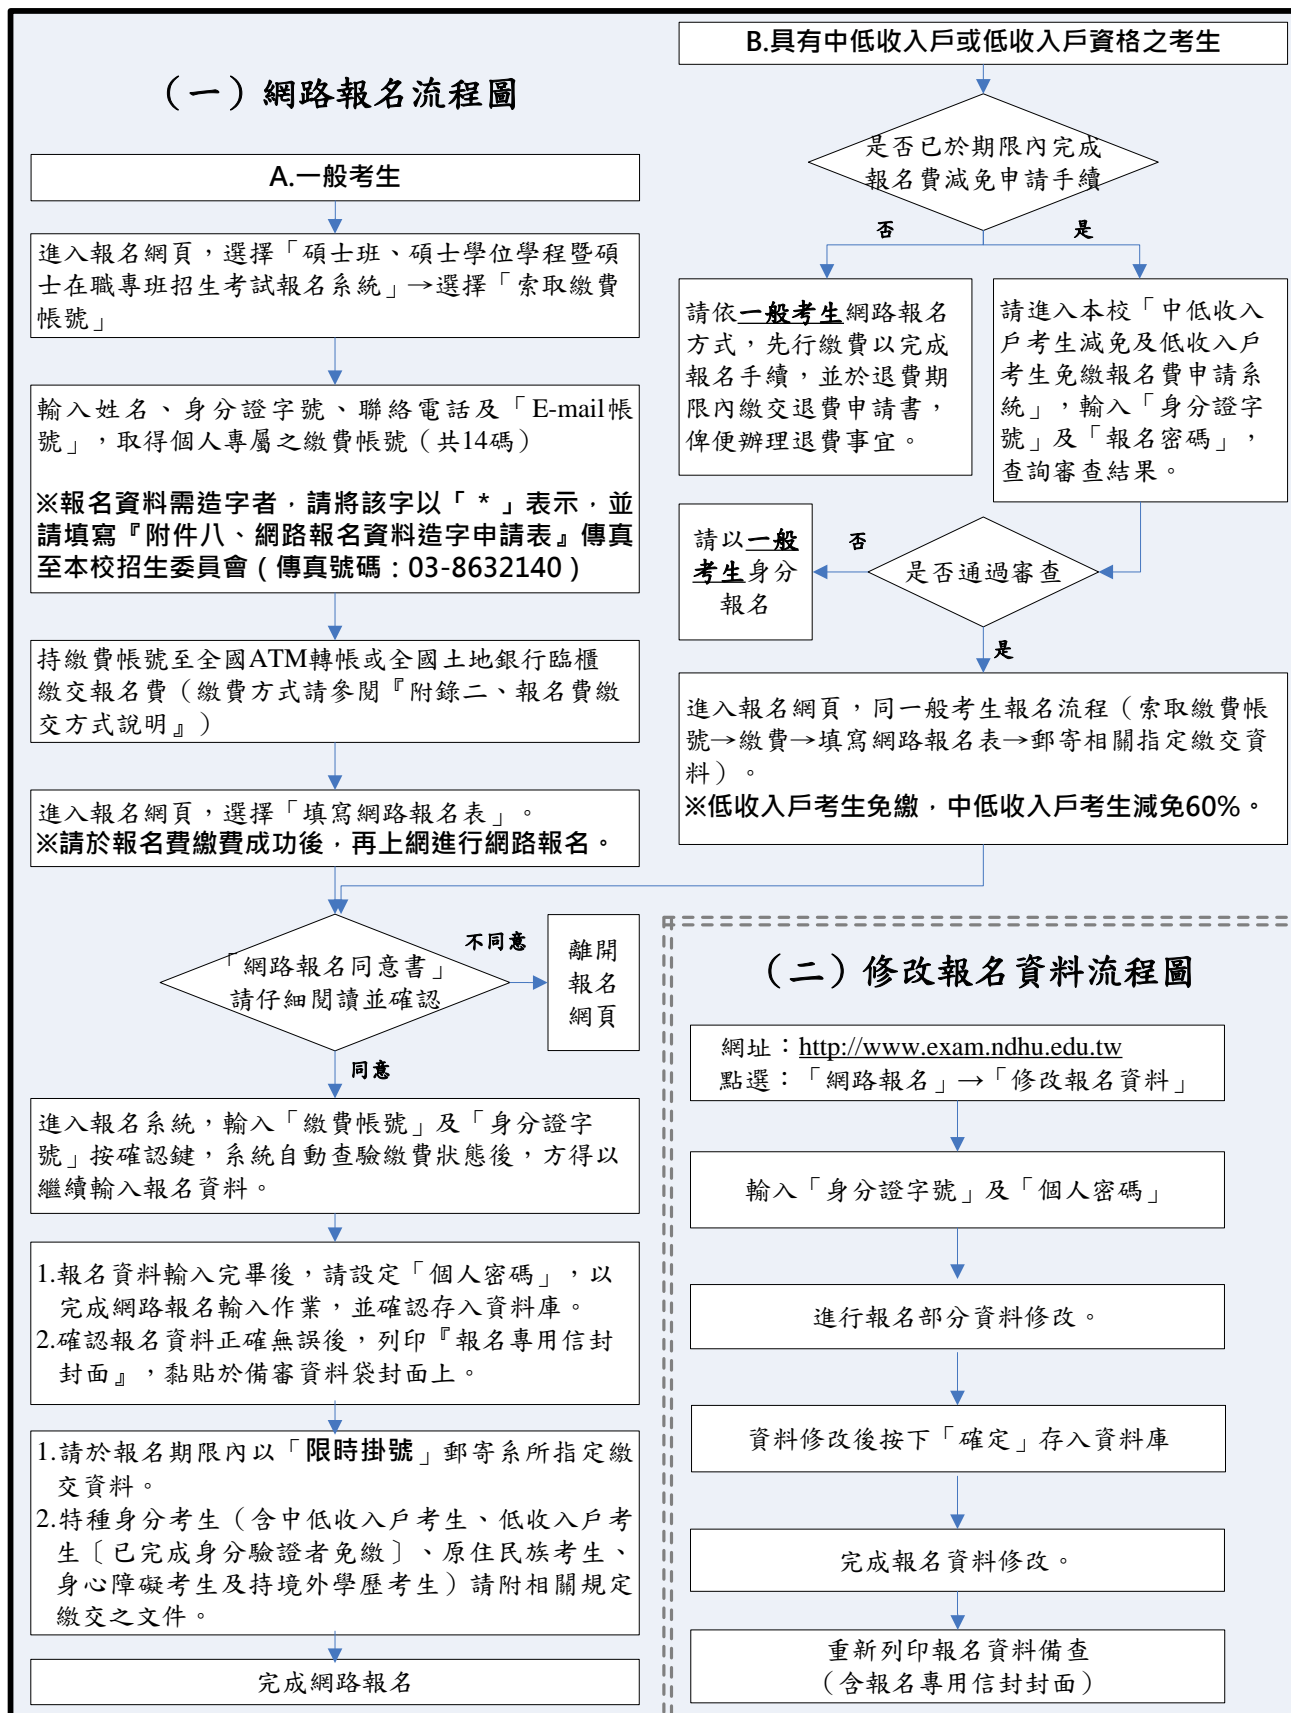 （一）網路報名流程圖
A.一般考生
進入報名網頁，選擇「碩士班、碩士學位學程暨碩
士在職專班招生考試報名系統」→選擇「索取繳費
帳號」
輸入姓名、身分證字號、聯絡電話及「E-mail帳
號」，取得個人專屬之繳費帳號（共14碼）
※報名資料需造字者，請將該字以「 * 」表示，並
請填寫『附件八、網路報名資料造字申請表』傳真
至本校招生委員會（傳真號碼：03-8632140）
持繳費帳號至全國ATM轉帳或全國土地銀行臨櫃
繳交報名費（繳費方式請參閱『附錄二、報名費繳
交方式說明』）
進入報名網頁，選擇「填寫網路報名表」。
※請於報名費繳費成功後，再上網進行網路報名。
「網路報名同意書」
請仔細閱讀並確認
不同意
離開
報名
網頁
同意
進入報名系統，輸入「繳費帳號」及「身分證字
號」按確認鍵，系統自動查驗繳費狀態後，方得以
繼續輸入報名資料。
1.報名資料輸入完畢後，請設定「個人密碼」，以
完成網路報名輸入作業，並確認存入資料庫。
2.確認報名資料正確無誤後，列印『報名專用信封
封面』，黏貼於備審資料袋封面上。
1.請於報名期限內以「限時掛號」郵寄系所指定繳
交資料。
2.特種身分考生（含中低收入戶考生、低收入戶考
生〔已完成身分驗證者免繳〕、原住民族考生、
身心障礙考生及持境外學歷考生）請附相關規定
繳交之文件。
完成網路報名
B.具有中低收入戶或低收入戶資格之考生
是否已於期限內完成
報名費減免申請手續
否
是
請依一般考生網路報名
方式，先行繳費以完成
報名手續，並於退費期
限內繳交退費申請書，
俾便辦理退費事宜。
請進入本校「中低收入
戶考生減免及低收入戶
考生免繳報名費申請系
統」，輸入「身分證字
號」及「報名密碼」，
查詢審查結果。
請以一般
考生身分
報名
否
是否通過審查
是
進入報名網頁，同一般考生報名流程（索取繳費帳
號→繳費→填寫網路報名表→郵寄相關指定繳交資
料）。
※低收入戶考生免繳，中低收入戶考生減免60%。
（二）修改報名資料流程圖
網址：http://www.exam.ndhu.edu.tw
點選：「網路報名」→「修改報名資料」
輸入「身分證字號」及「個人密碼」
進行報名部分資料修改。
資料修改後按下「確定」存入資料庫
完成報名資料修改。
重新列印報名資料備查
（含報名專用信封封面）